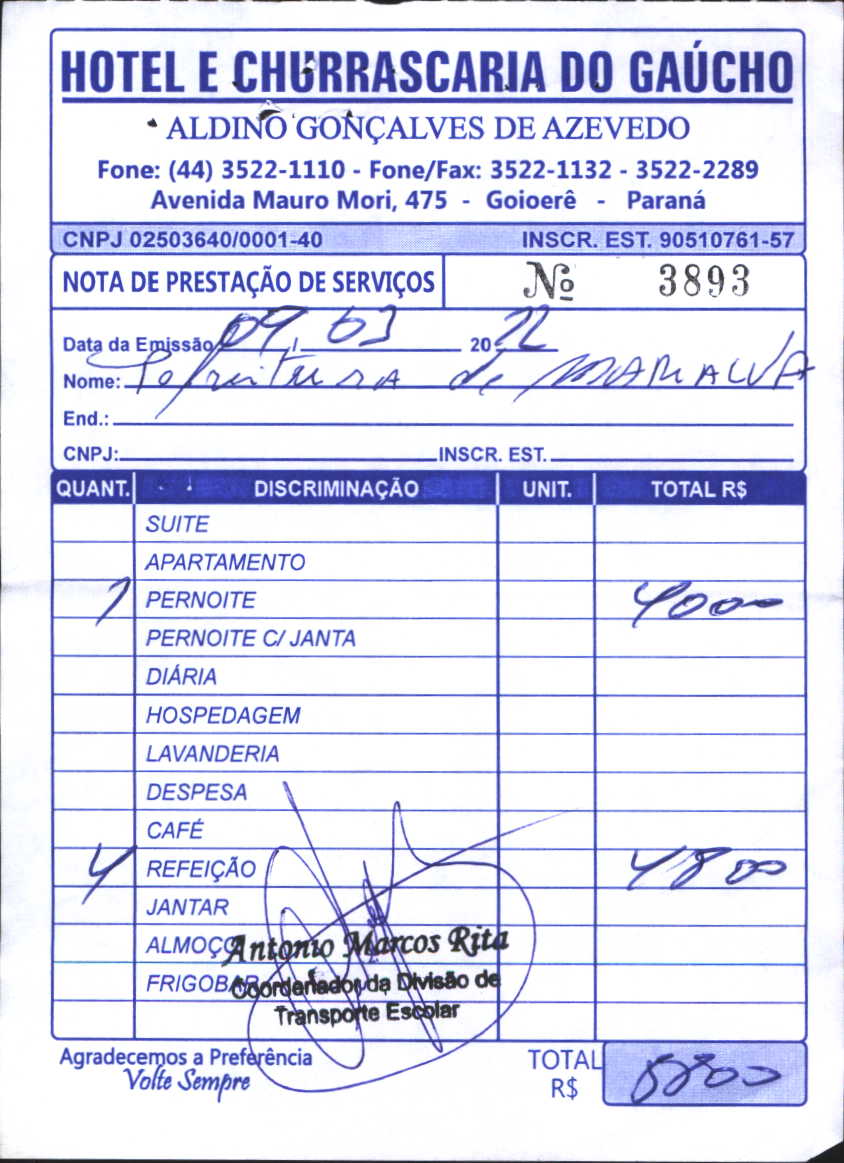 HOTEL E CHURRASCARIA DO GAÚCHO
ALDINO GONÇALVES DE AZEVEDO
Fone: (44) 3522-1110 - Fone/Fax: 3522-1132 - 3522-2289
Avenida Mauro Mori, 475 - Goioerê - Paraná
CNPJ 02503640/0001-40 INSCR. EST. 90510761-57
NOTA DE PRESTAÇÃO DE SERVIÇOS Nº 3893
Data da Emissão 09 / 03 2022
Nome: Prefeitura de MARIALVA
End.:
CNPJ: INSCR. EST.
QUANT. DISCRIMINAÇÃO UNIT. TOTAL R$
SUITE
APARTAMENTO
1 PERNOITE 4000
PERNOITE C/ JANTA
DIÁRIA
HOSPEDAGEM
LAVANDERIA
DESPESA
CAFÉ
4 REFEIÇÃO 4800
JANTAR
ALMOÇO Antonio Marcos Rita
FRIGOBAR Coordenador da Divisão de
Transporte Escolar
Agradecemos a Preferência TOTAL
Volte Sempre R$ 8800